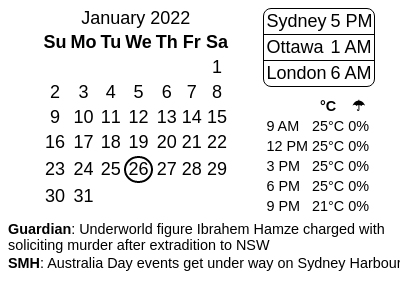 January 2022
Su Mo Tu We Th Fr Sa
1
2 3 4 5 6 7 8
9 10 11 12 13 14 15
16 17 18 19 20 21 22
23 24 25 26 27 28 29
30 31
Sydney 5 PM
Ottawa 1 AM
London 6 AM
°C ☂
9 AM 25°C 0%
12 PM 25°C 0%
3 PM 25°C 0%
6 PM 25°C 0%
9 PM 21°C 0%
Guardian: Underworld figure Ibrahem Hamze charged with
soliciting murder after extradition to NSW
SMH: Australia Day events get under way on Sydney Harbour